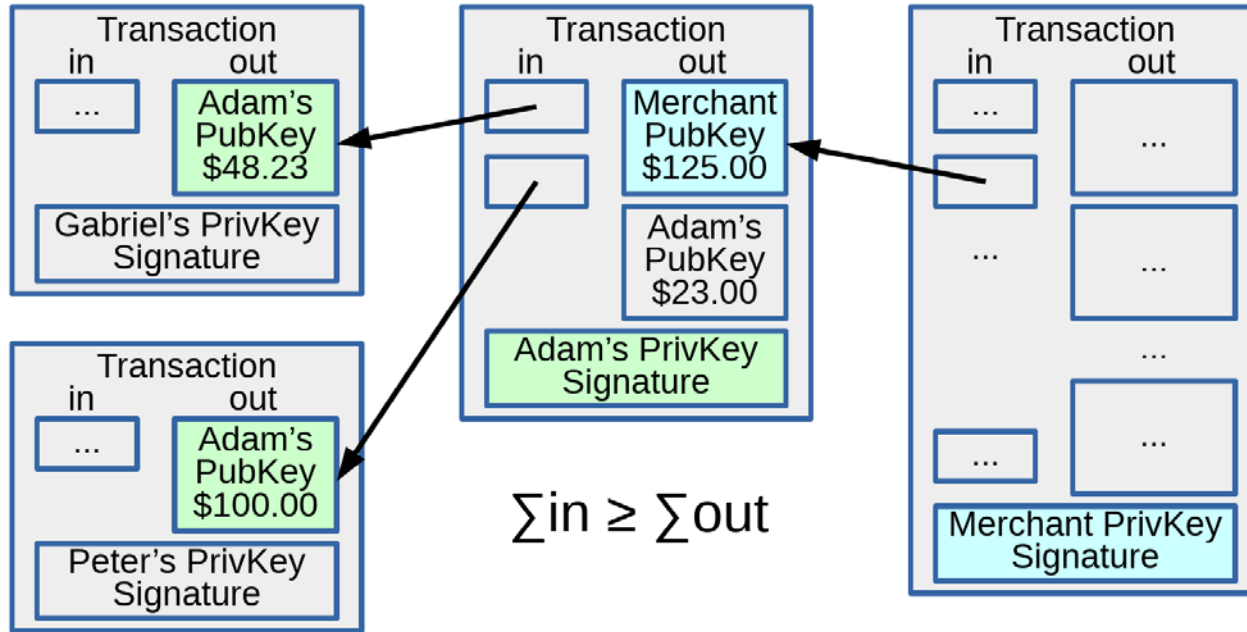 Transaction
in out
...
Adam's
PubKey
$48.23
Gabriel's PrivKey
Signature
Transaction
in out
...
Adam's
PubKey
$100.00
Peter's PrivKey
Signature
Transaction
in out
Merchant
PubKey
$125.00
Adam's
PubKey
$23.00
Adam's PrivKey
Signature
∑in ≥ ∑out
Transaction
in out
...
...
...
...
...
...
...
Merchant PrivKey
Signature